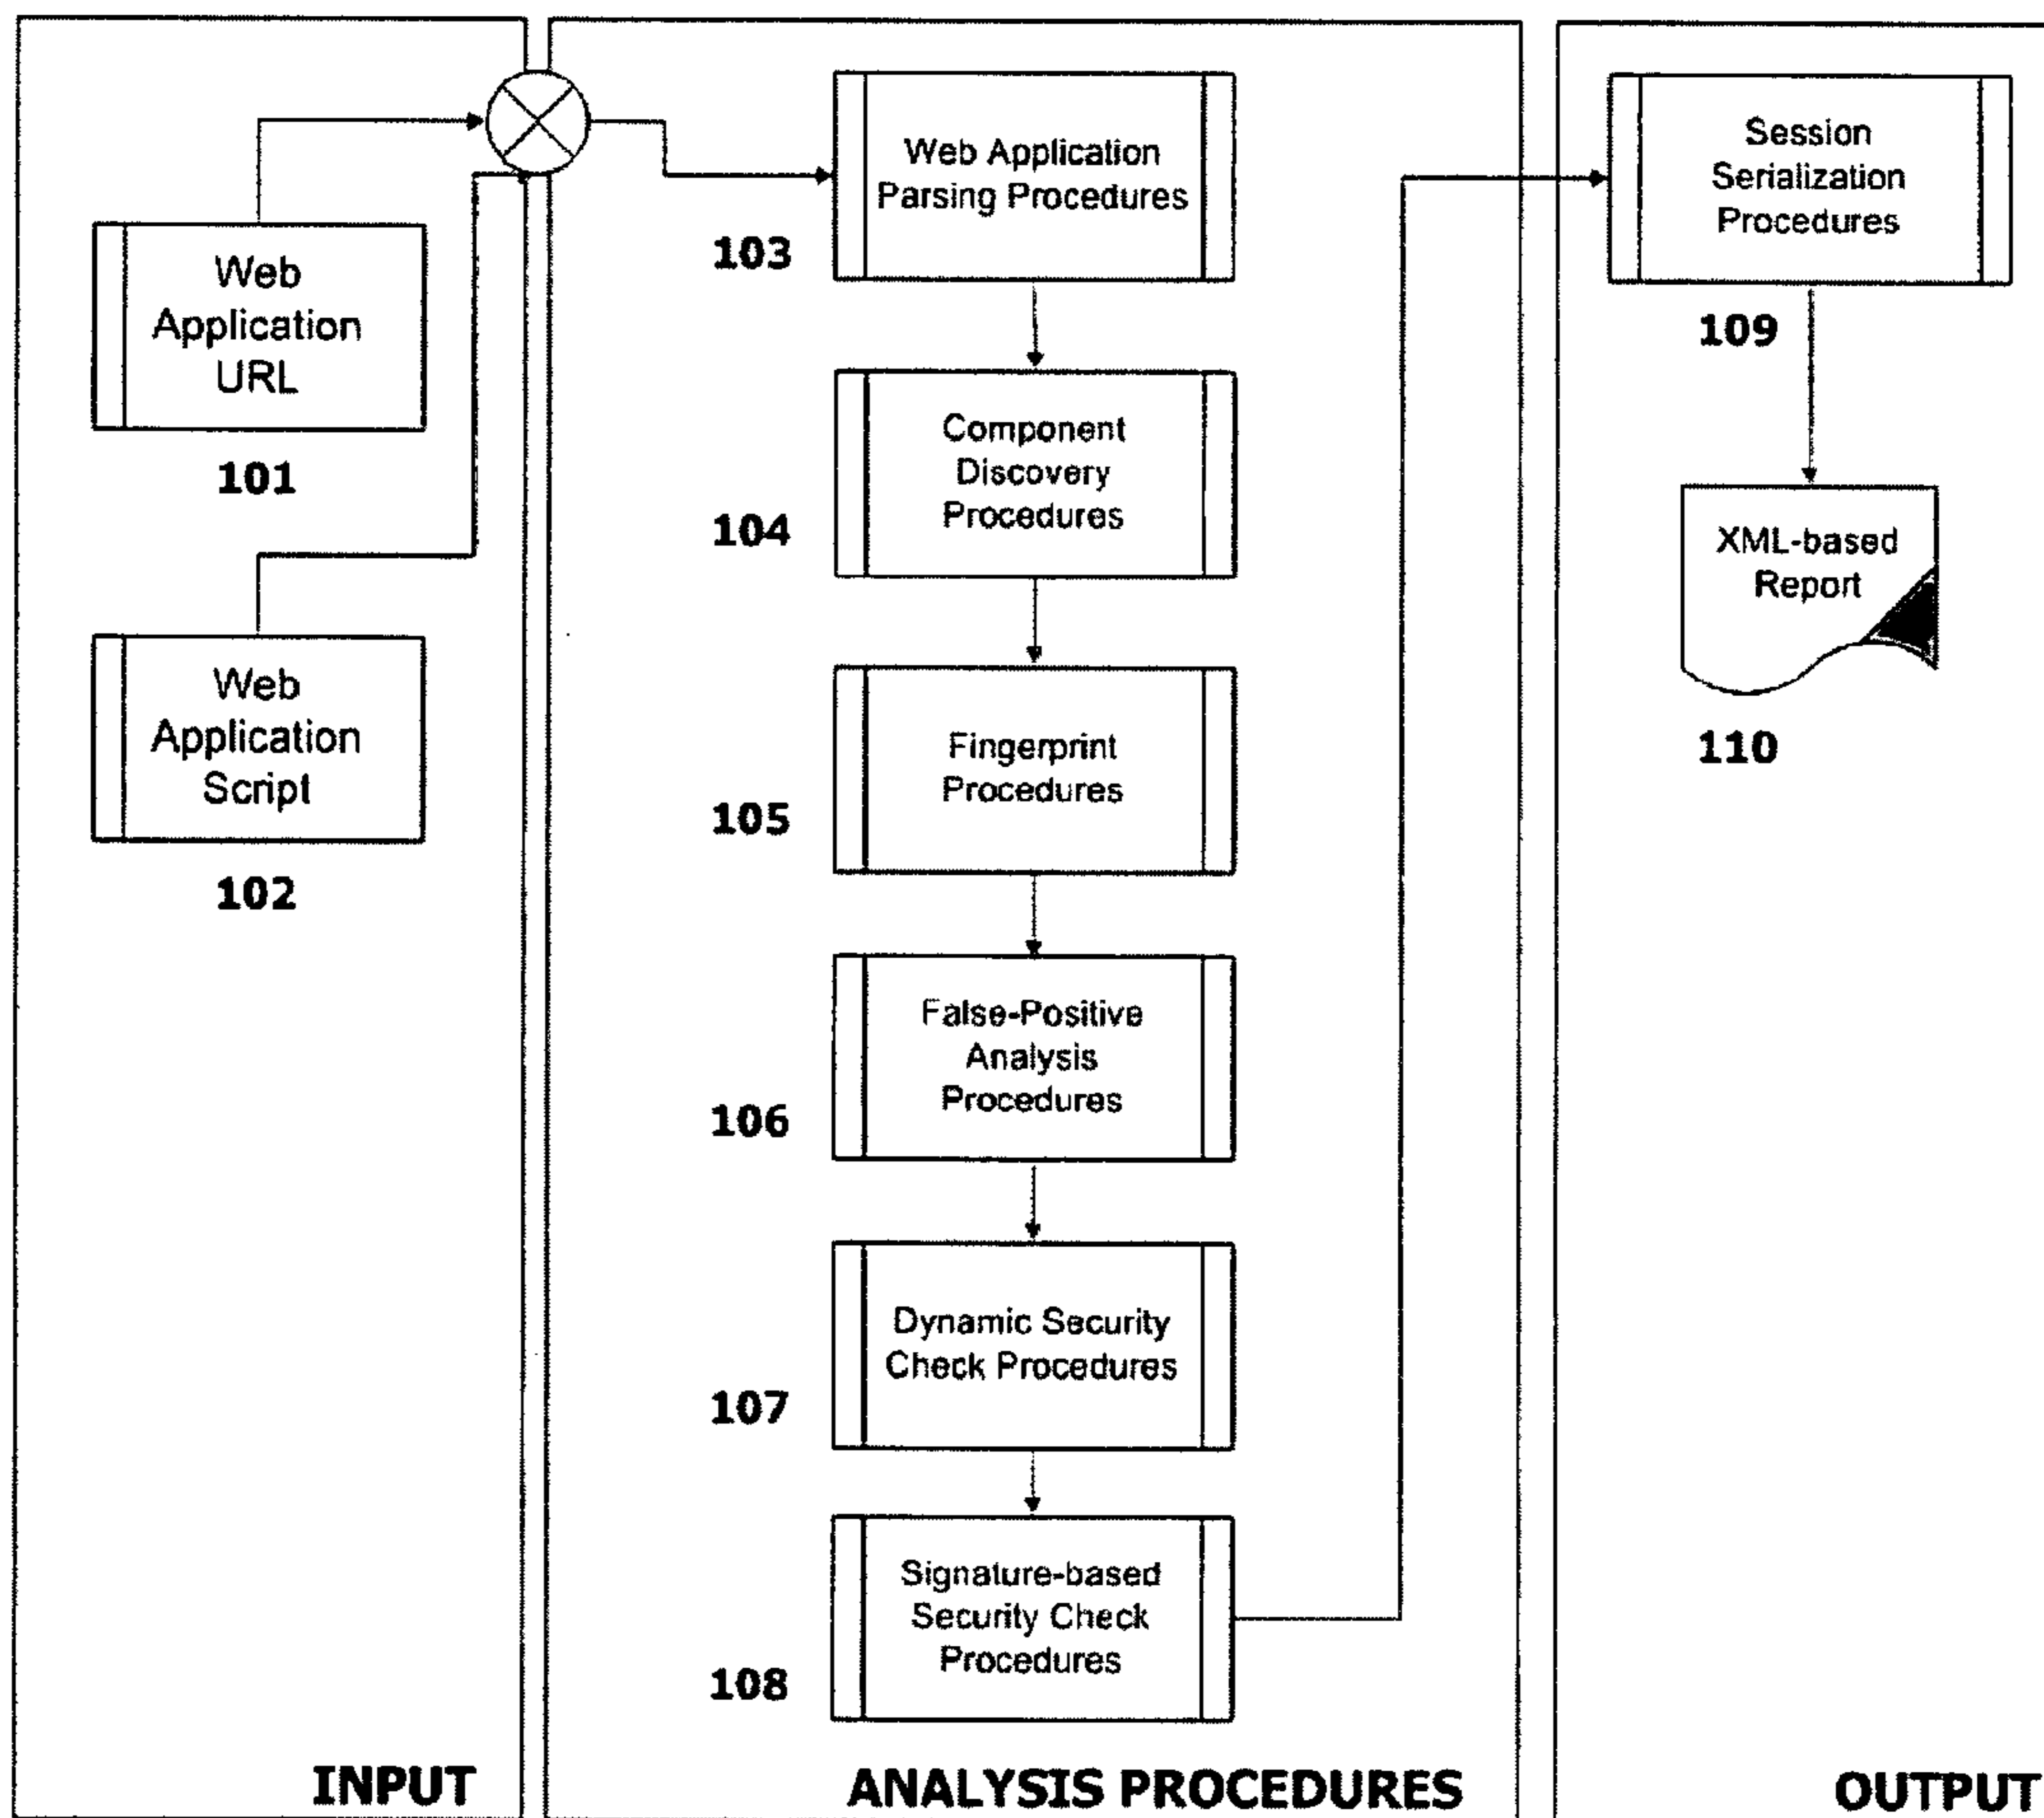 Web
Application
URL
101
Web
Application
Script
102
INPUT
Web Application
Parsing Procedures
103
Component
Discovery
Procedures
104
Fingerprint
Procedures
105
False-Positive
Analysis
Procedures
106
Dynamic Security
Check Procedures
107
Signature-based
Security Check
Procedures
108
ANALYSIS PROCEDURES
Session
Serialization
Procedures
109
XML-based
Report
110
OUTPUT